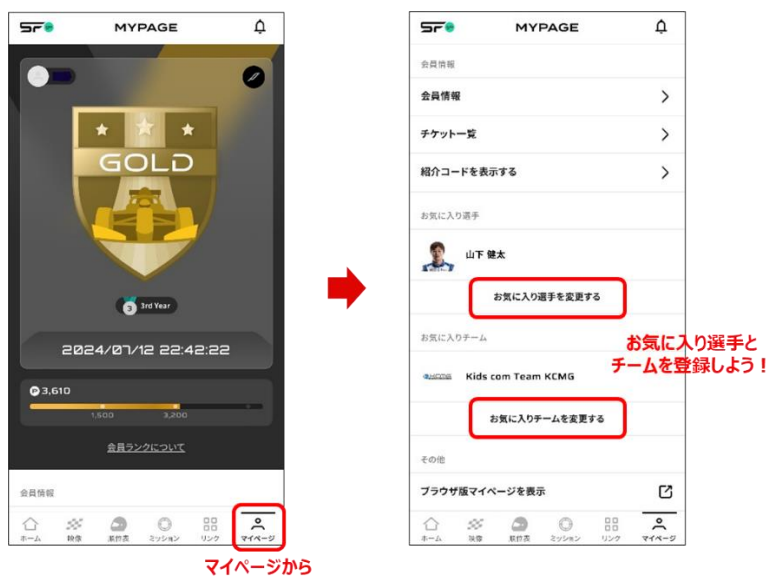 SF
MYPAGE
GOLD
3
3rd Year
2024/07/12 22:42:22
P 3,610
1,500
3,200
会員ランクについて
会員情報
ホーム
映像
順位表
ミッション
リンク
マイページ
マイページから
SF
MYPAGE
会員情報
会員情報
チケット一覧
紹介コードを表示する
お気に入り選手
山下 健太
お気に入り選手を変更する
お気に入りチーム
KCMG
Kids com Team KCMG
お気に入りチームを変更する
その他
ブラウザ版マイページを表示
ホーム
映像
順位表
ミッション
リンク
マイページ
お気に入り選手と
チームを登録しよう！